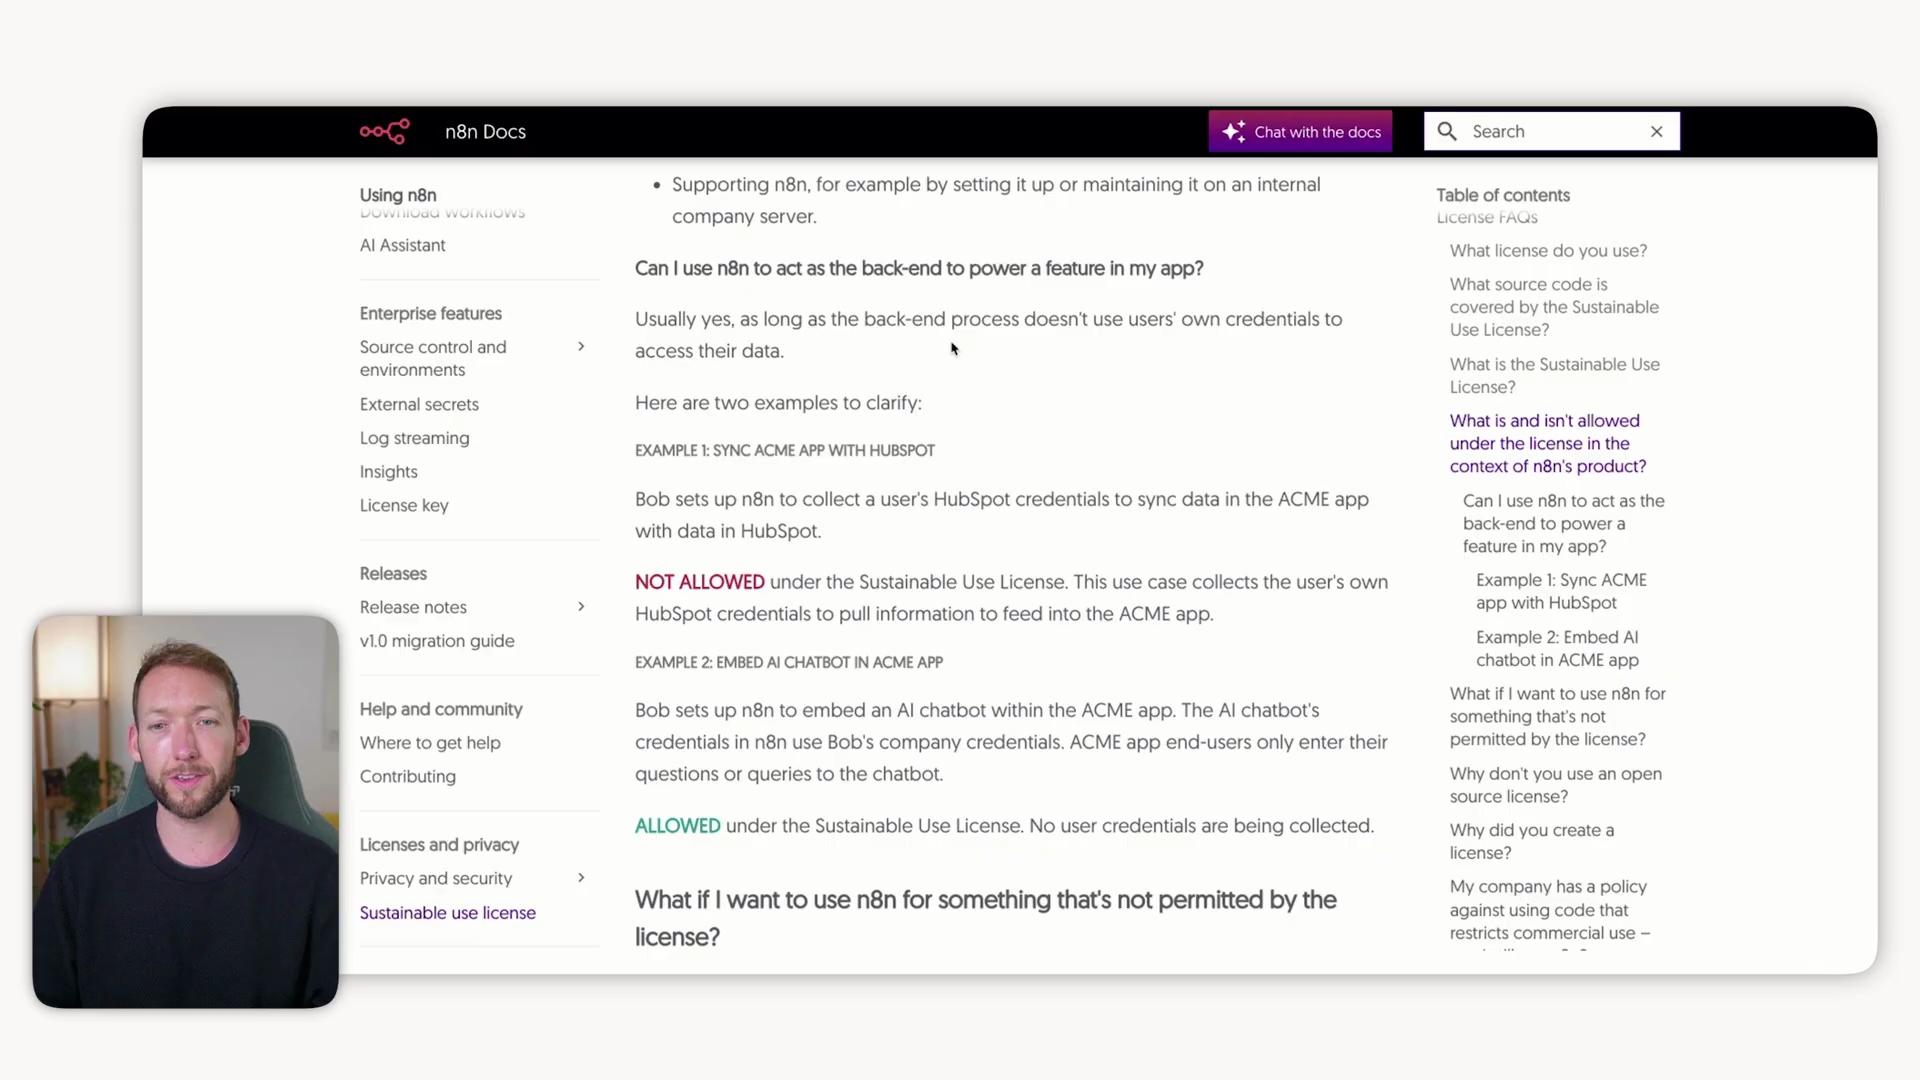 n8n Docs
Chat with the docs
Search
Using n8n
Download workflows
AI Assistant
Enterprise features
Source control and
environments
External secrets
Log streaming
Insights
License key
Releases
Release notes
v1.0 migration guide
Help and community
Where to get help
Contributing
Licenses and privacy
Privacy and security
Sustainable use license
• Supporting n8n, for example by setting it up or maintaining it on an internal
company server.
Can I use n8n to act as the back-end to power a feature in my app?
Usually yes, as long as the back-end process doesn't use users' own credentials to
access their data.
Here are two examples to clarify:
EXAMPLE 1: SYNC ACME APP WITH HUBSPOT
Bob sets up n8n to collect a user's HubSpot credentials to sync data in the ACME app
with data in HubSpot.
NOT ALLOWED under the Sustainable Use License. This use case collects the user's own
HubSpot credentials to pull information to feed into the ACME app.
EXAMPLE 2: EMBED AI CHATBOT IN ACME APP
Bob sets up n8n to embed an AI chatbot within the ACME app. The AI chatbot's
credentials in n8n use Bob's company credentials. ACME app end-users only enter their
questions or queries to the chatbot.
ALLOWED under the Sustainable Use License. No user credentials are being collected.
What if I want to use n8n for something that's not permitted by the
license?
Table of contents
License FAQs
What license do you use?
What source code is
covered by the Sustainable
Use License?
What is the Sustainable Use
License?
What is and isn't allowed
under the license in the
context of n8n's product?
Can I use n8n to act as the
back-end to power a
feature in my app?
Example 1: Sync ACME
app with HubSpot
Example 2: Embed AI
chatbot in ACME app
What if I want to use n8n for
something that's not
permitted by the license?
Why don't you use an open
source license?
Why did you create a
license?
My company has a policy
against using code that
restricts commercial use –